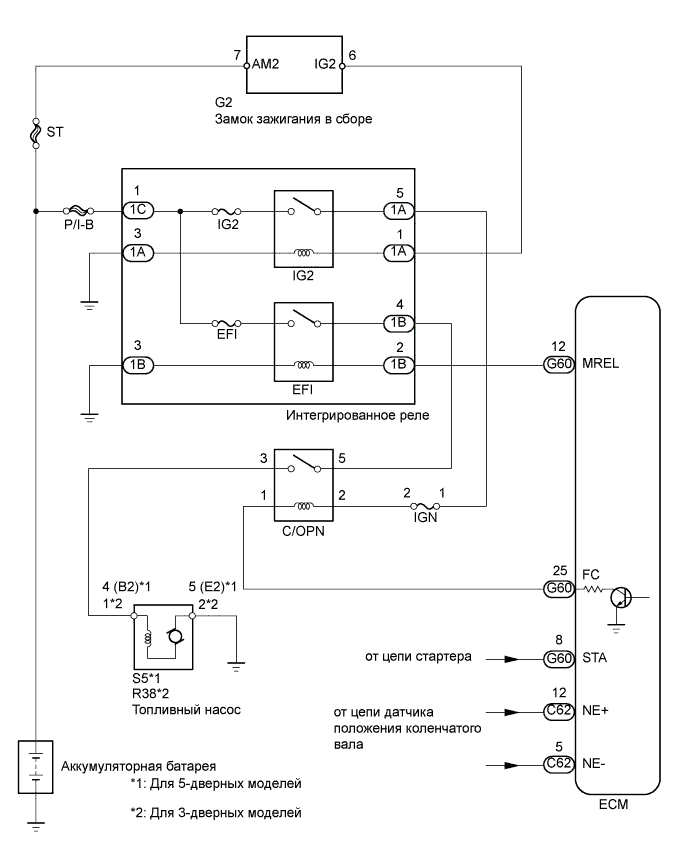 7 AM2 IG2 6
G2
Замок зажигания в сборе
ST
P/I-B
1
1C
IG2
5
1A
3
1A
1
1A
IG2
EFI
4
1B
3
1B
2
1B
EFI
Интегрированное реле
12
G60 MREL
3 5
1 2
C/OPN
2 1
IGN
25
G60 FC
4 (B2)*1 5 (E2)*1
1*2 2*2
S5*1
R38*2
Топливный насос
от цепи стартера
8
G60 STA
от цепи датчика
положения коленчатого
вала
12
C62 NE+
5
C62 NE-
ECM
Аккумуляторная батарея
*1: Для 5-дверных моделей
*2: Для 3-дверных моделей